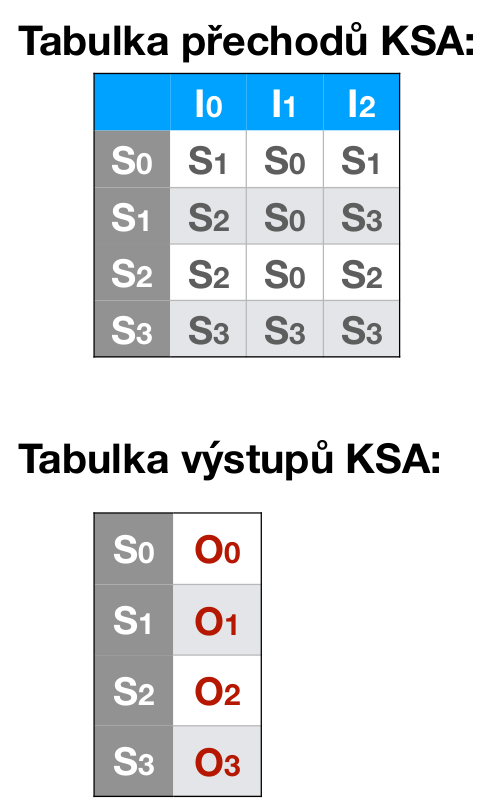 Tabulka přechodů KSA:
I0 I1 I2
S0 S1 S0 S1
S1 S2 S0 S3
S2 S2 S0 S2
S3 S3 S3 S3
Tabulka výstupů KSA:
S0 O0
S1 O1
S2 O2
S3 O3